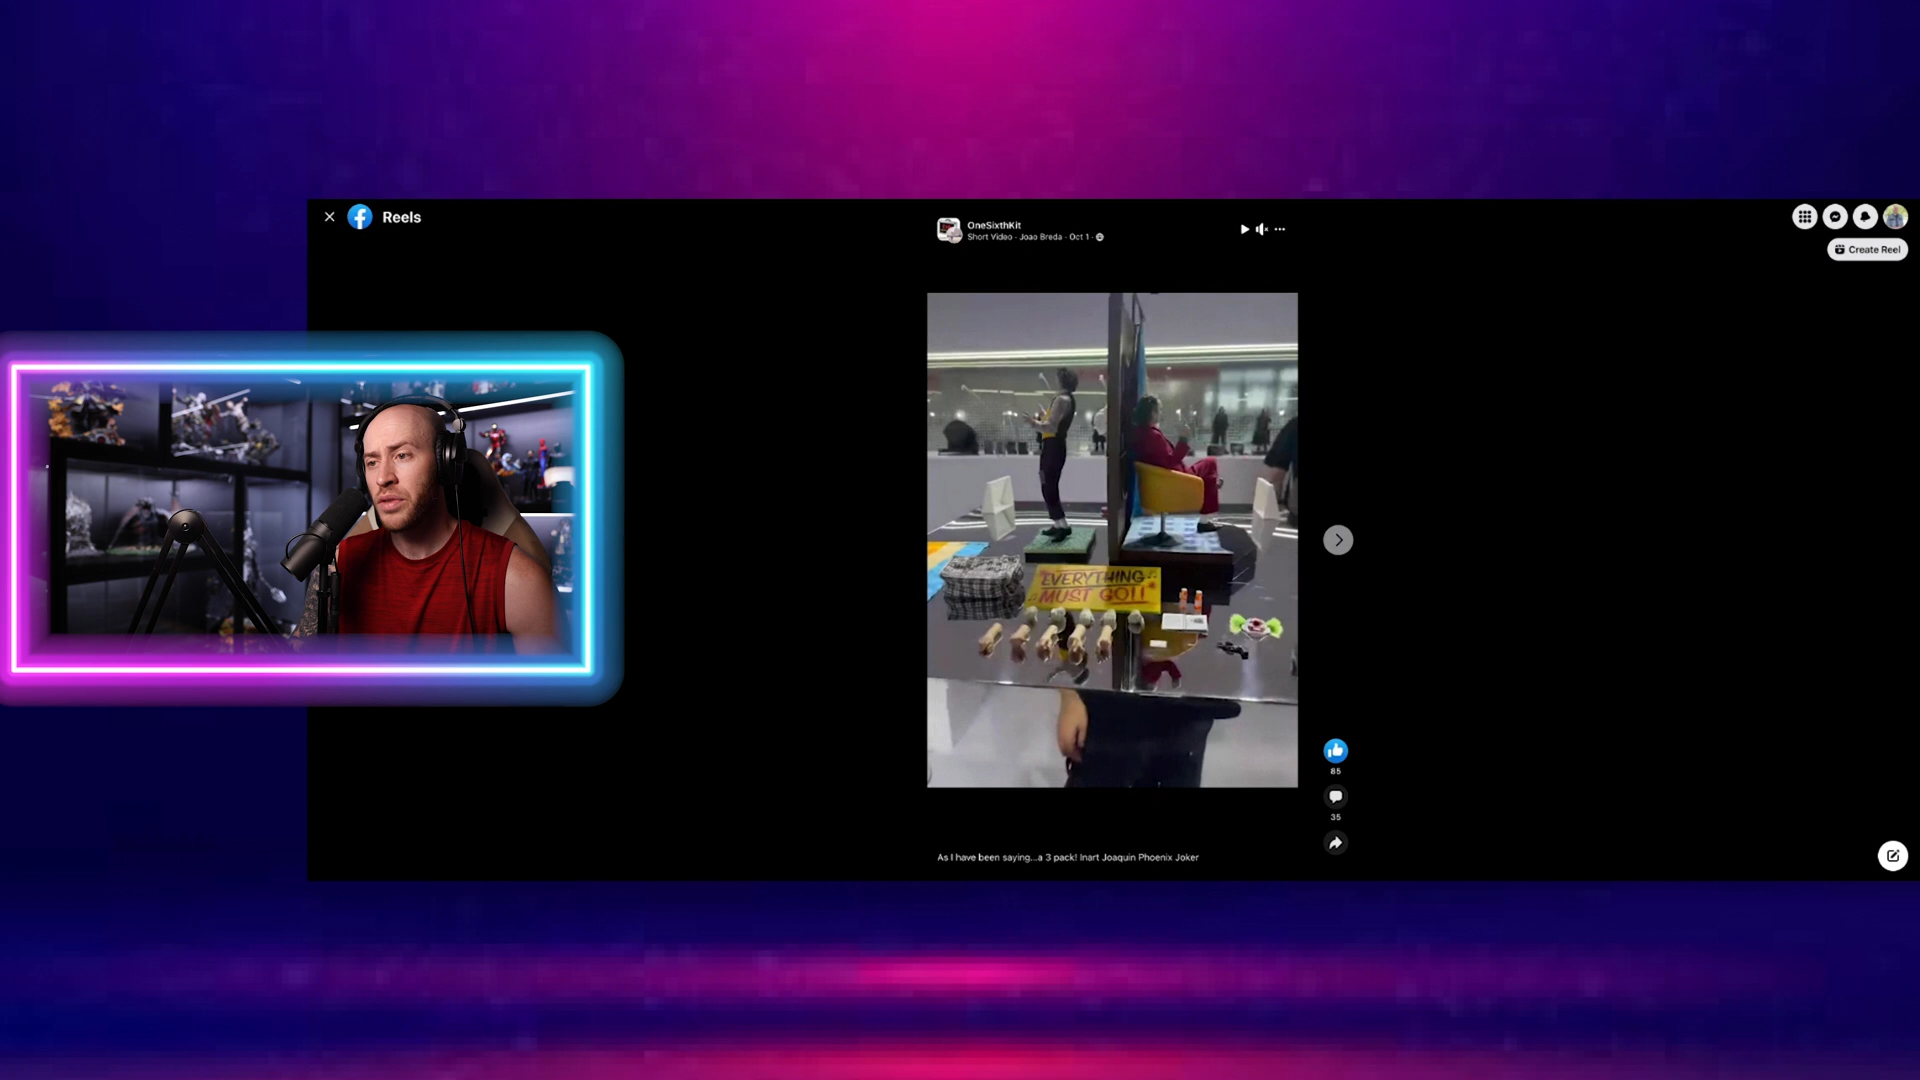 Reels
OneSixthKit
Short Video · Joao Breda · Oct 1 ·
Create Reel
EVERYTHING
MUST GO!!
85
35
As I have been saying...a 3 pack! Inart Joaquin Phoenix Joker